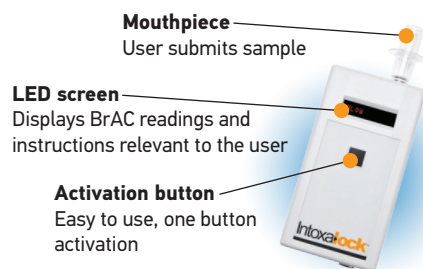 Mouthpiece
User submits sample
LED screen
Displays BrAC readings and
instructions relevant to the user
Activation button
Easy to use, one button
activation
Intoxalock